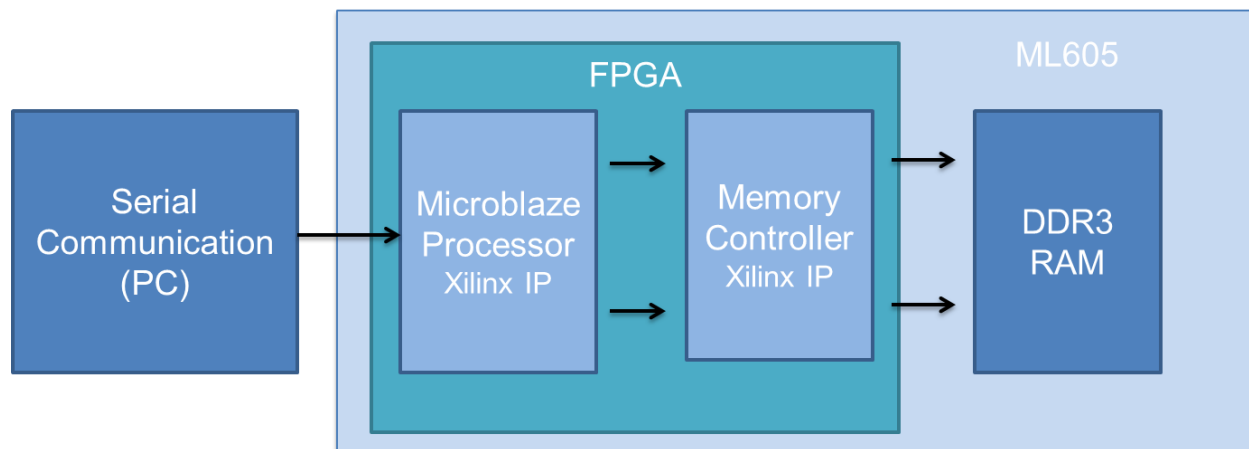 ML605
FPGA
Serial
Communication
(PC)
Microblaze
Processor
Xilinx IP
Memory
Controller
Xilinx IP
DDR3
RAM